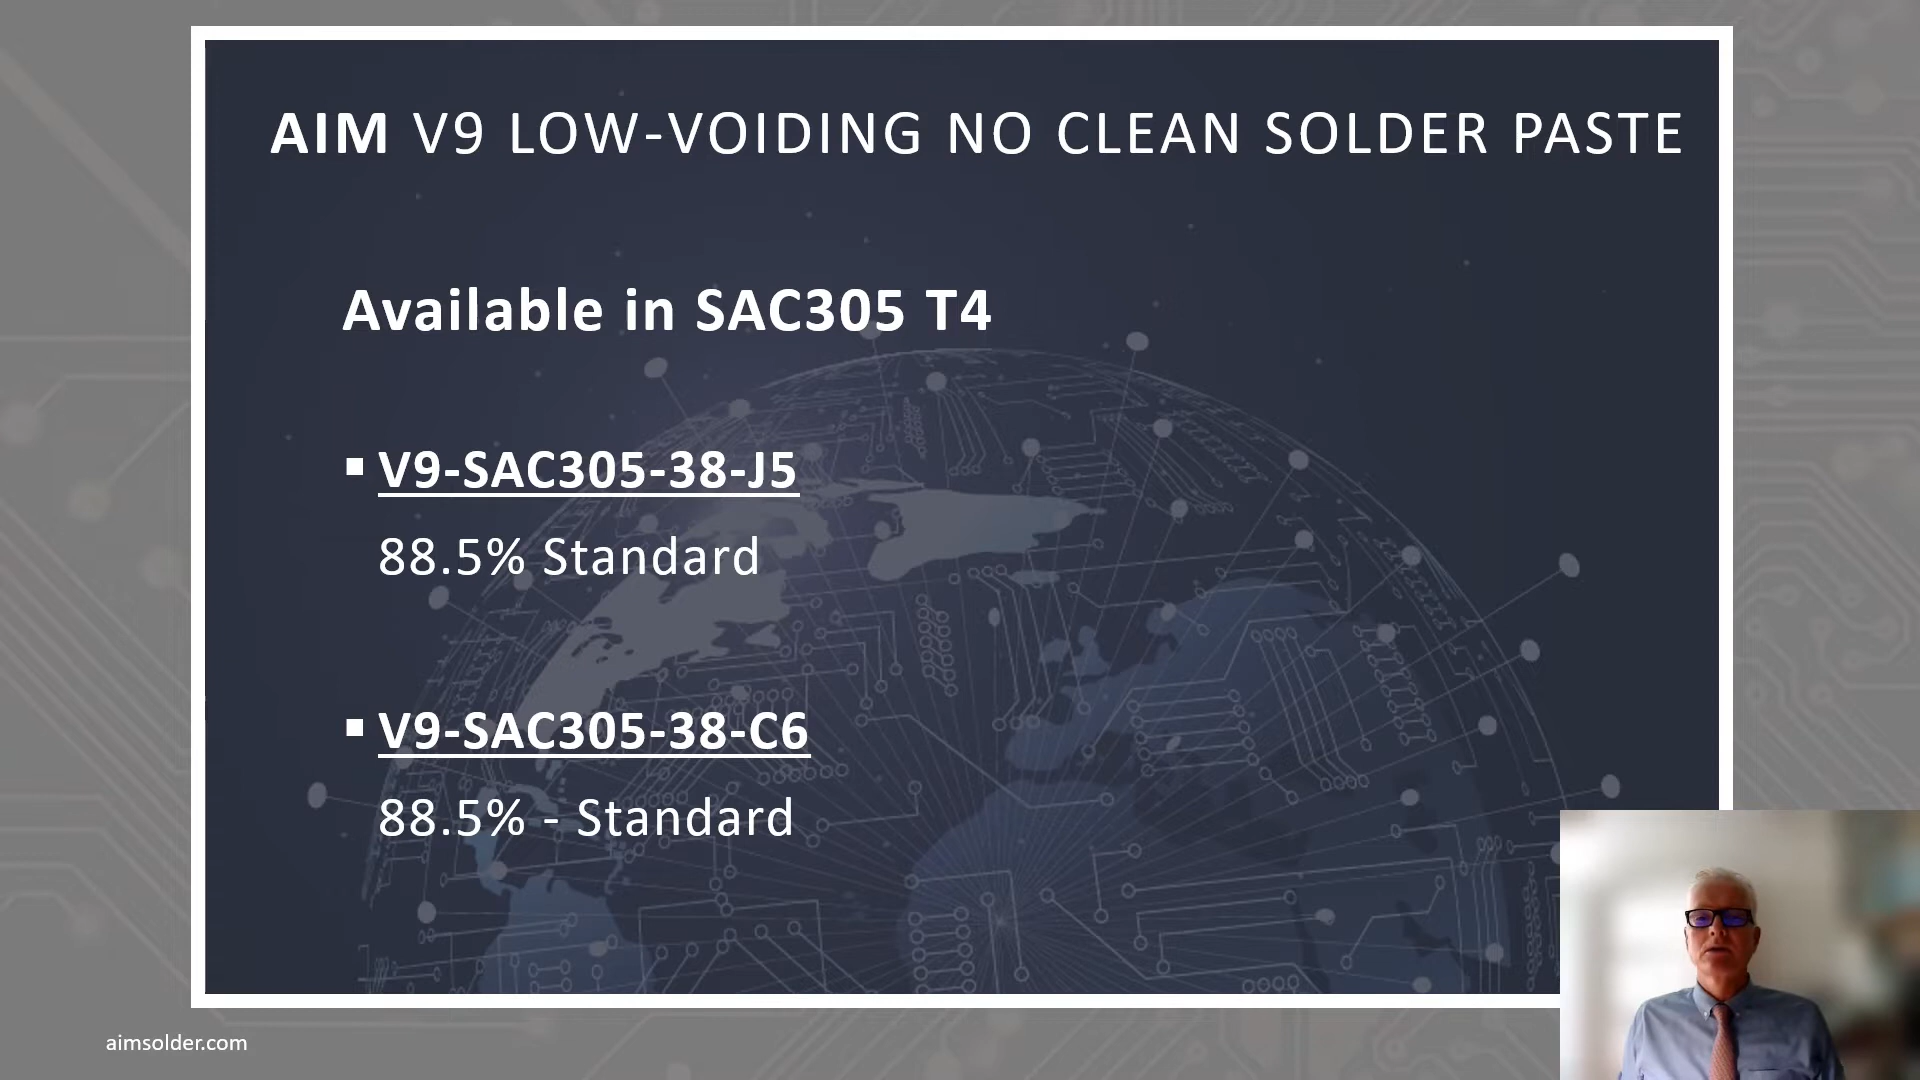 AIM V9 LOW-VOIDING NO CLEAN SOLDER PASTE
Available in SAC305 T4
▪ V9-SAC305-38-J5
88.5% Standard
▪ V9-SAC305-38-C6
88.5% - Standard
aimsolder.com